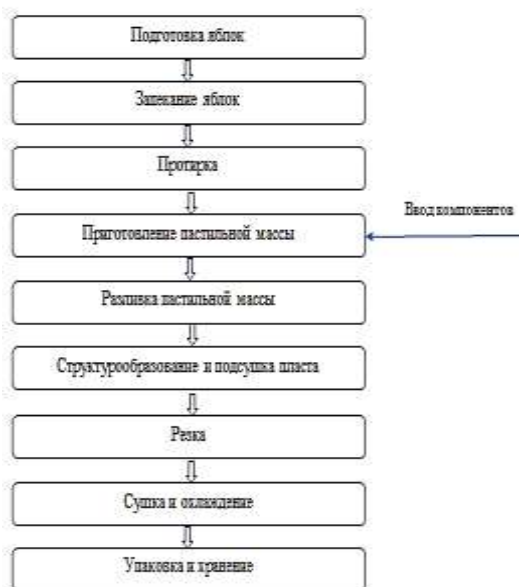 Подготовка яблок
Запекание яблок
Протирка
Ввод компонентов
Приготовление пастильной массы
Разливка пастильной массы
Структурообразование и подсушка пласта
Резка
Сушка и охлаждение
Упаковка и хранение